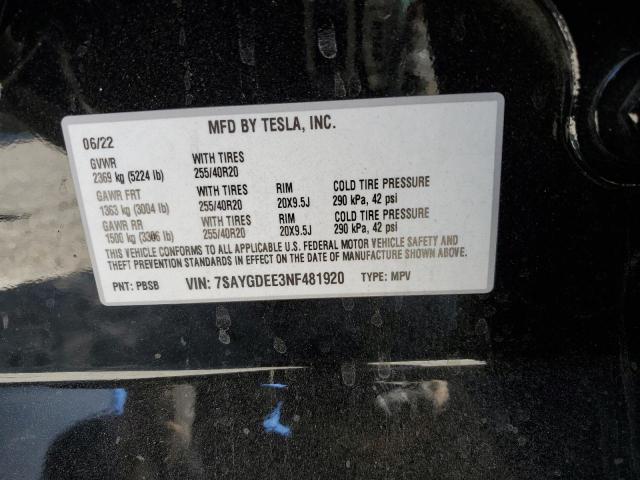 MFD BY TESLA, INC.
06/22
GVWR WITH TIRES
2369 kg (5224 lb) 255/40R20
GAWR FRT WITH TIRES RIM COLD TIRE PRESSURE
1363 kg (3004 lb) 255/40R20 20X9.5J 290 kPa, 42 psi
GAWR RR WITH TIRES RIM COLD TIRE PRESSURE
1500 kg (3306 lb) 255/40R20 20X9.5J 290 kPa, 42 psi
THIS VEHICLE CONFORMS TO ALL APPLICABLE U.S. FEDERAL MOTOR VEHICLE SAFETY AND
THEFT PREVENTION STANDARDS IN EFFECT ON THE DATE OF MANUFACTURE SHOWN ABOVE.
PNT: PBSB VIN: 7SAYGDEE3NF481920 TYPE: MPV